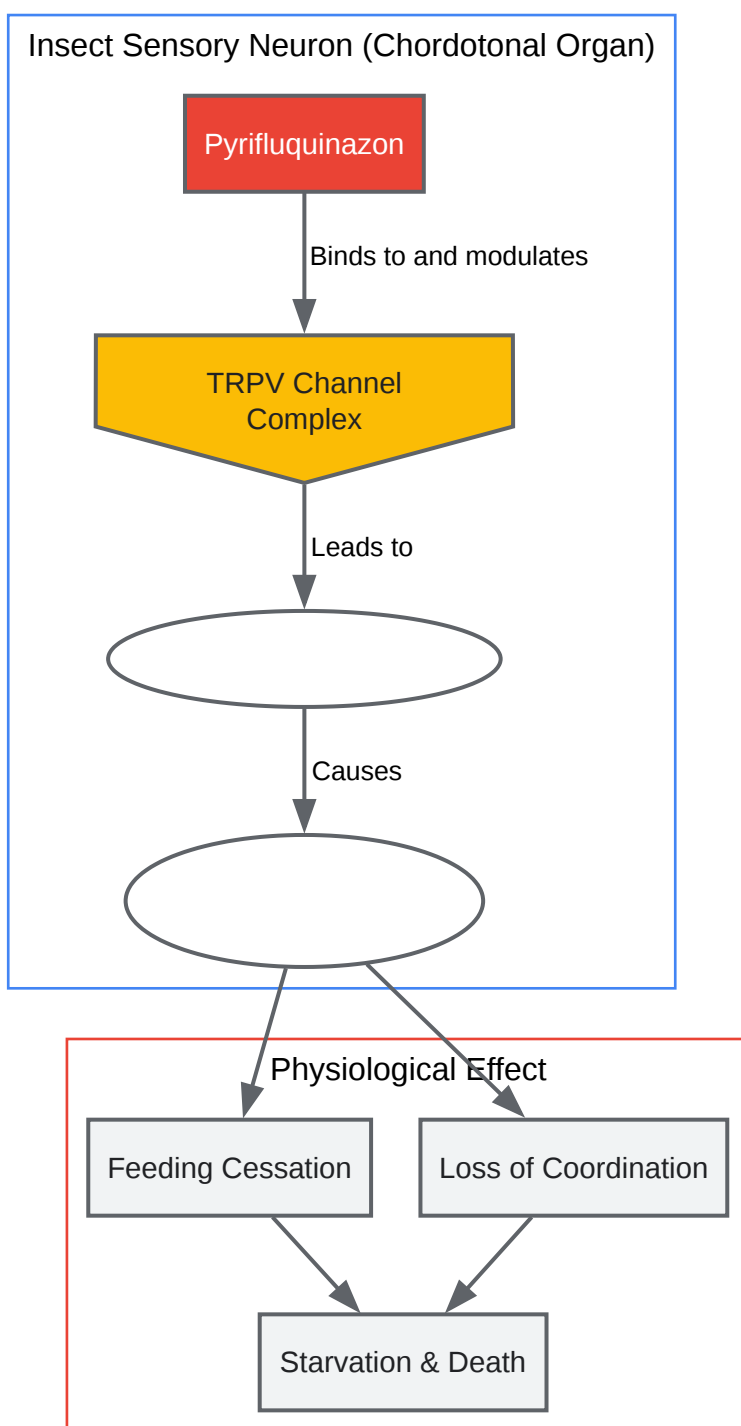 Insect Sensory Neuron (Chordotonal Organ)
Pyrifluquinazon
Binds to and modulates
TRPV Channel
Complex
Leads to
Causes
Physiological Effect
Feeding Cessation
Loss of Coordination
Starvation & Death